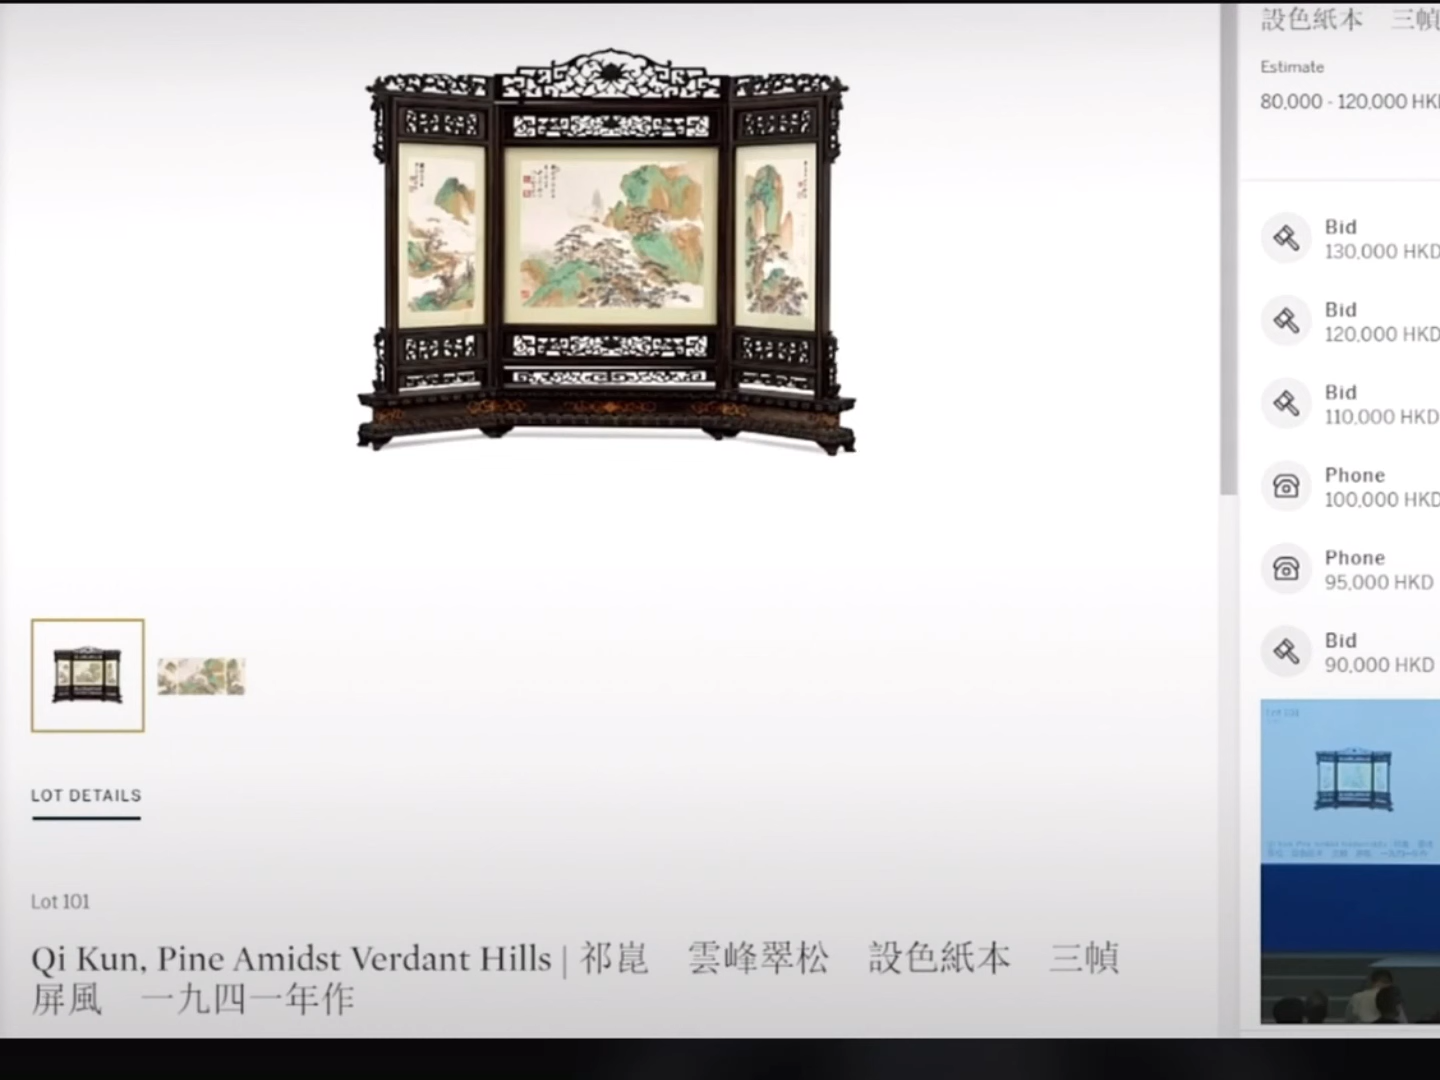 設色紙本　三幀
Estimate
80,000 - 120,000 HKD
Bid
130,000 HKD
Bid
120,000 HKD
Bid
110,000 HKD
Phone
100,000 HKD
Phone
95,000 HKD
Bid
90,000 HKD
Lot 101
LOT DETAILS
Lot 101
Qi Kun, Pine Amidst Verdant Hills | 祁崑　雲峰翠松　設色紙本　三幀
屏風　一九四一年作